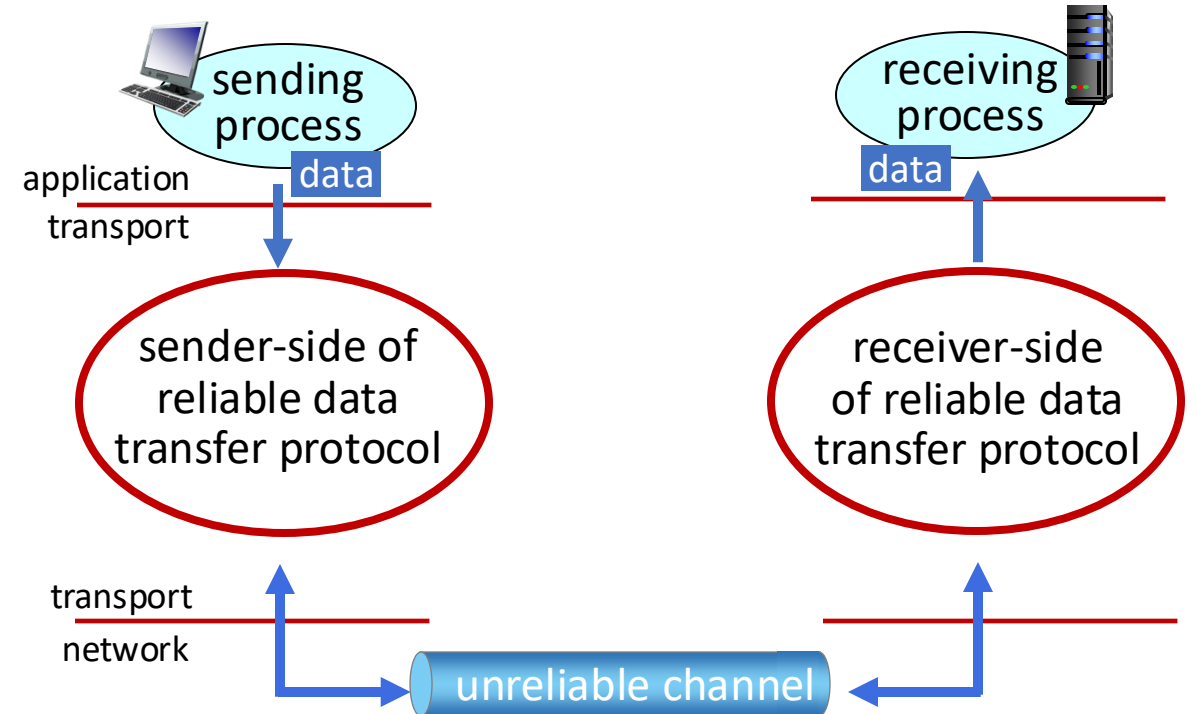 sending
process
data
application
transport
receiving
process
data
sender-side of
reliable data
transfer protocol
receiver-side
of reliable data
transfer protocol
transport
network
unreliable channel